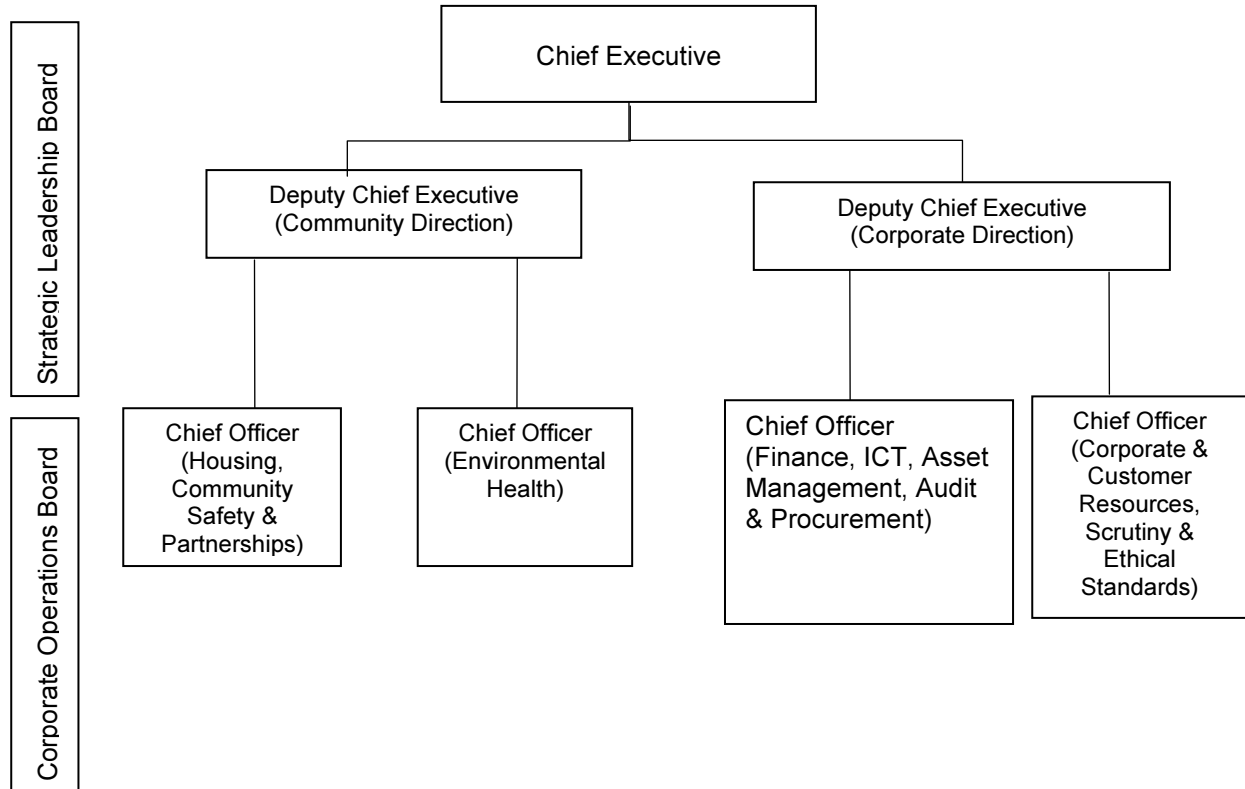 Strategic Leadership Board
Chief Executive
Deputy Chief Executive
(Community Direction)
Deputy Chief Executive
(Corporate Direction)
Corporate Operations Board
Chief Officer
(Housing,
Community
Safety &
Partnerships)
Chief Officer
(Environmental
Health)
Chief Officer
(Finance, ICT, Asset
Management, Audit
& Procurement)
Chief Officer
(Corporate &
Customer
Resources,
Scrutiny &
Ethical
Standards)